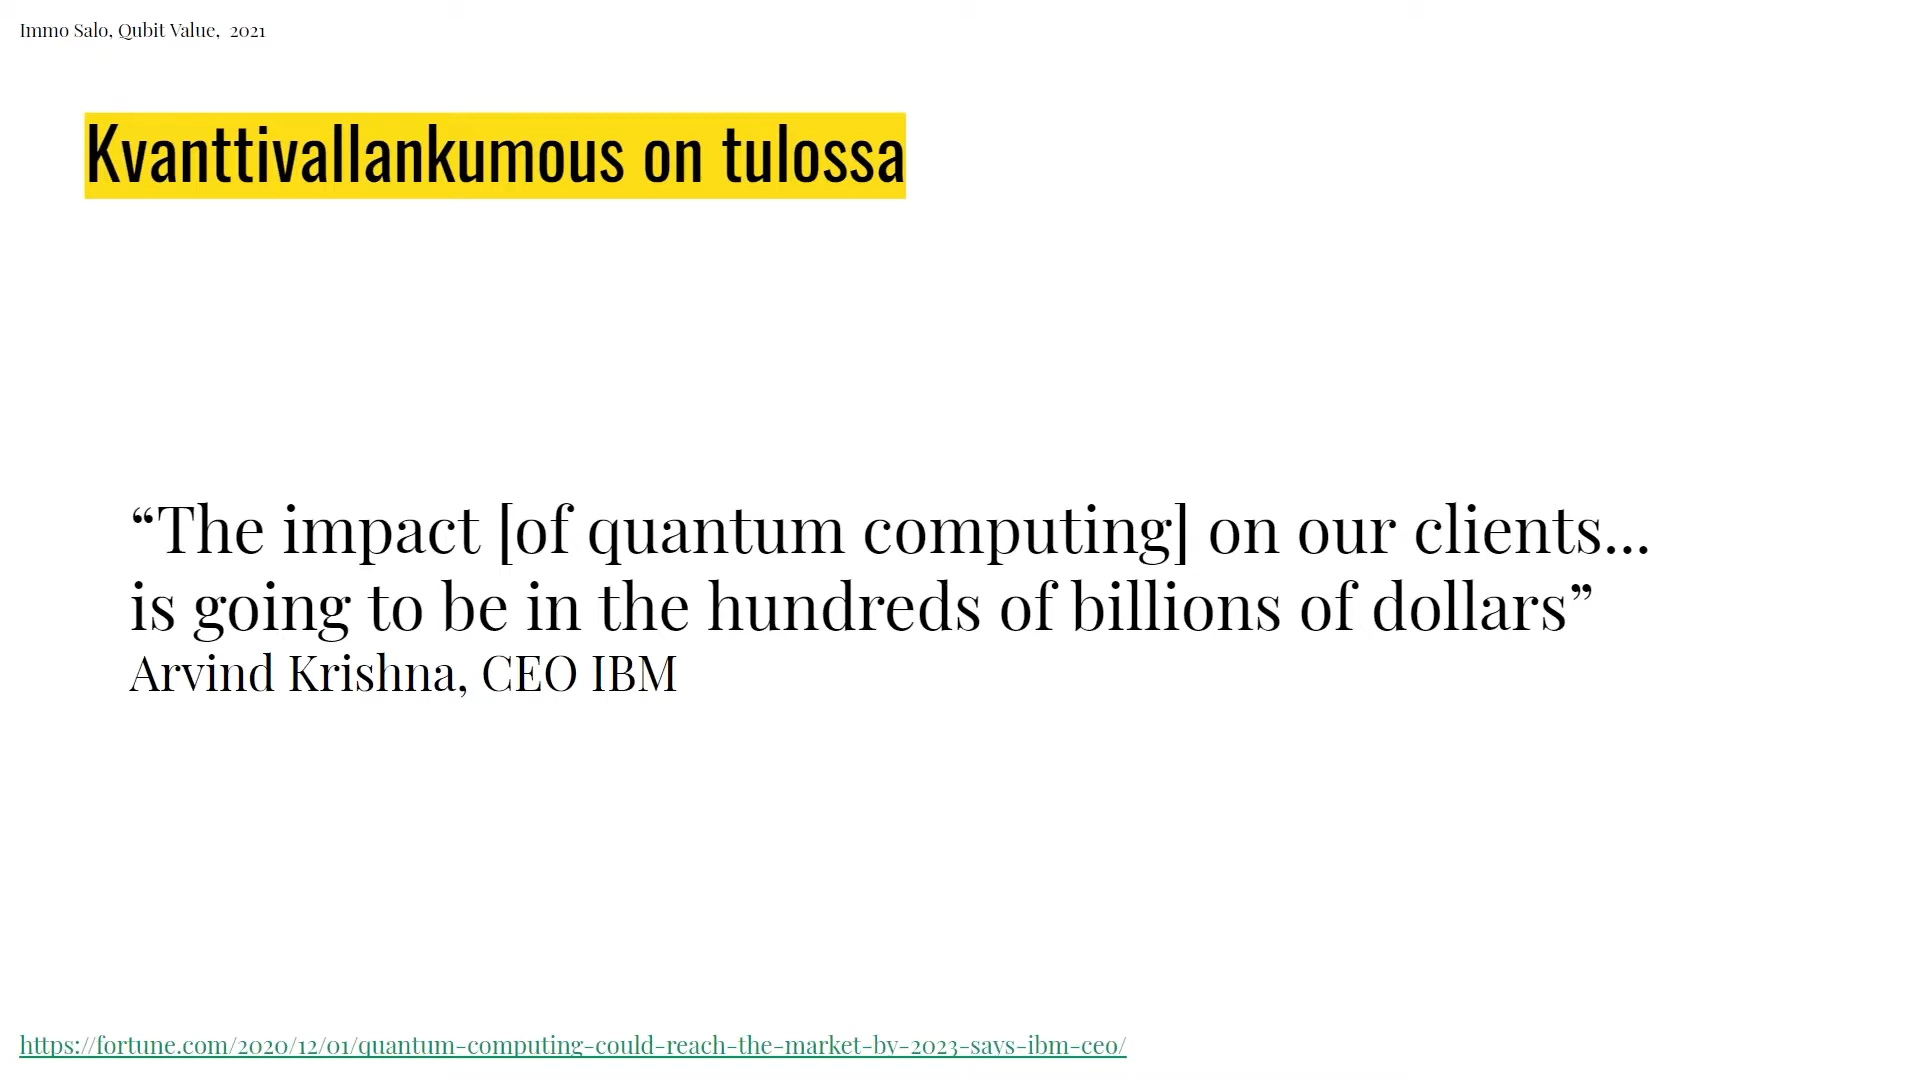 Immo Salo, Qubit Value, 2021
Kvanttivallankumous on tulossa
“The impact [of quantum computing] on our clients...
is going to be in the hundreds of billions of dollars”
Arvind Krishna, CEO IBM
https://fortune.com/2020/12/01/quantum-computing-could-reach-the-market-by-2023-says-ibm-ceo/